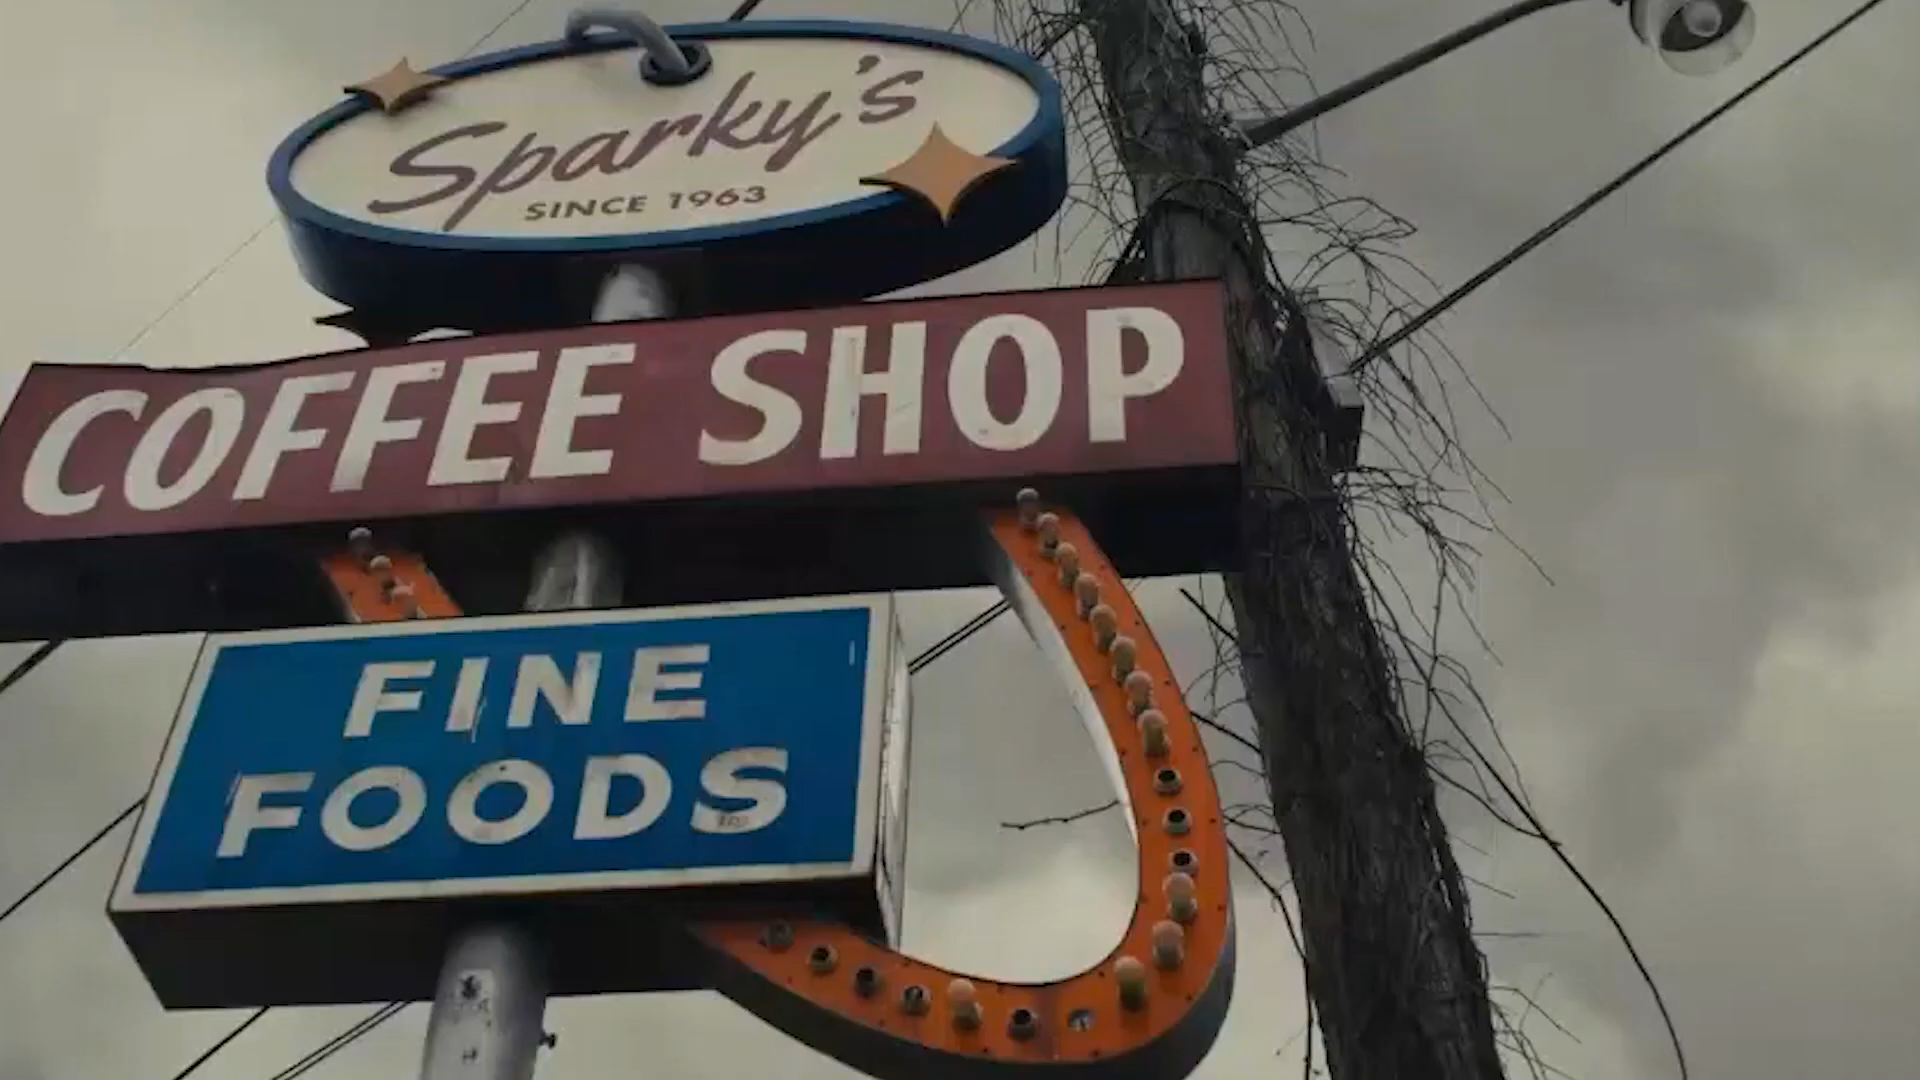 Sparky's
SINCE 1963
COFFEE SHOP
FINE
FOODS